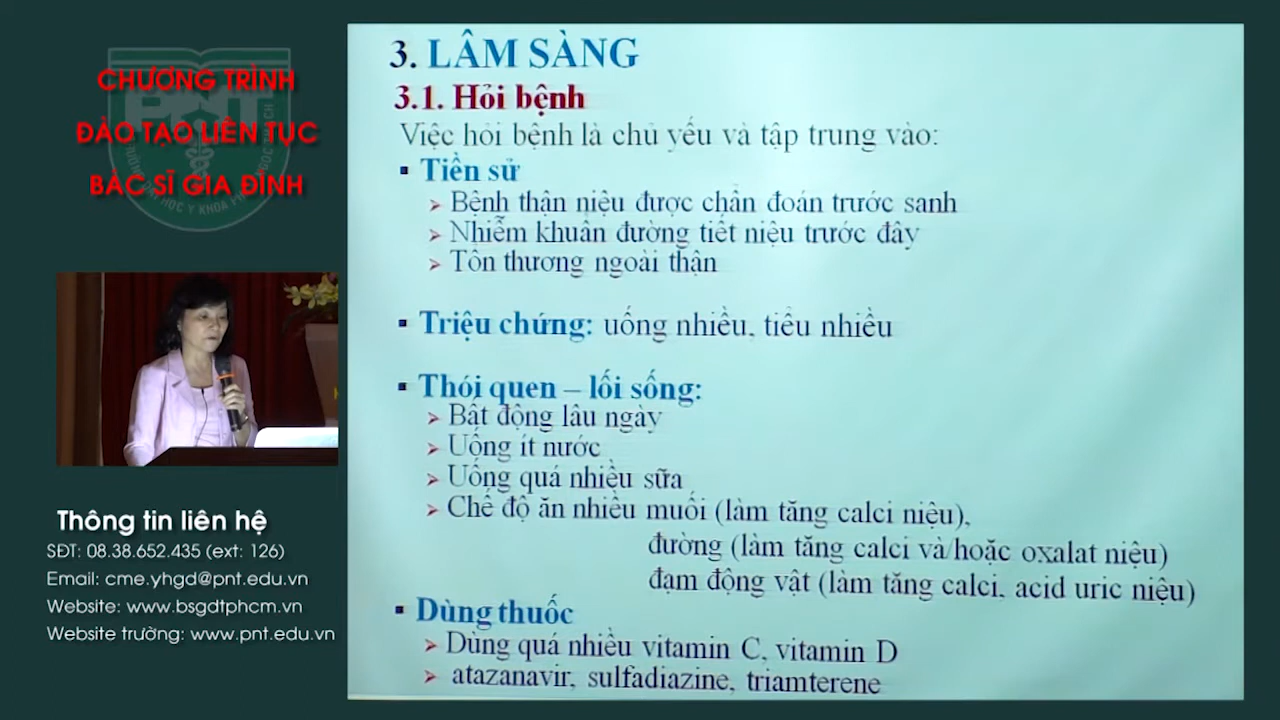 CHƯƠNG TRÌNH
ĐÀO TẠO LIÊN TỤC
BÁC SĨ GIA ĐÌNH
PNT
Thông tin liên hệ
SĐT: 08.38.652.435 (ext: 126)
Email: cme.yhgd@pnt.edu.vn
Website: www.bsgdtphcm.vn
Website trường: www.pnt.edu.vn
3. LÂM SÀNG
3.1. Hỏi bệnh
Việc hỏi bệnh là chủ yếu và tập trung vào:
▪ Tiền sử
➢ Bệnh thận niệu được chẩn đoán trước sanh
➢ Nhiễm khuẩn đường tiết niệu trước đây
➢ Tổn thương ngoài thận
▪ Triệu chứng: uống nhiều, tiểu nhiều
▪ Thói quen – lối sống:
➢ Bất động lâu ngày
➢ Uống ít nước
➢ Uống quá nhiều sữa
➢ Chế độ ăn nhiều muối (làm tăng calci niệu),
đường (làm tăng calci và/hoặc oxalat niệu)
đạm động vật (làm tăng calci, acid uric niệu)
▪ Dùng thuốc
➢ Dùng quá nhiều vitamin C, vitamin D
➢ atazanavir, sulfadiazine, triamterene